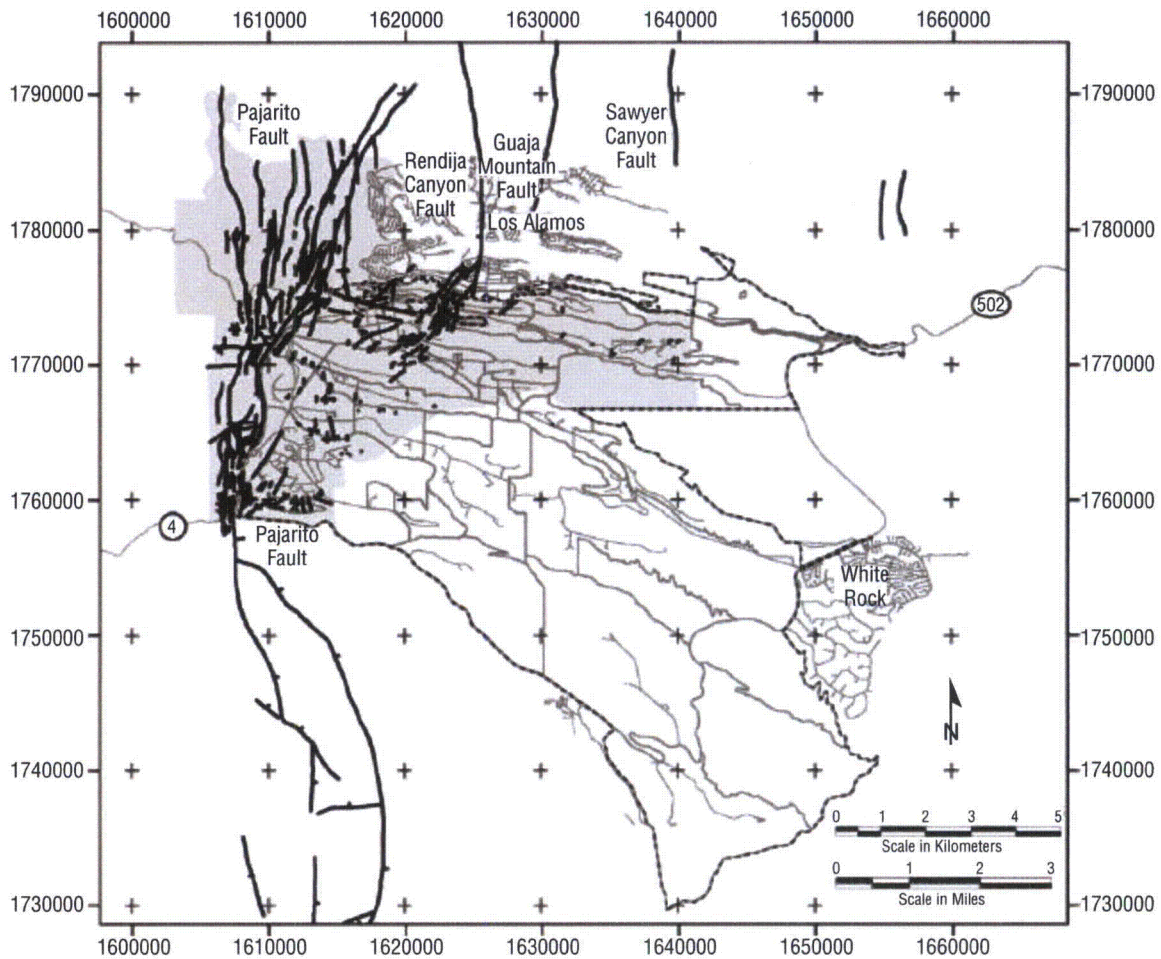 1600000 1610000 1620000 1630000 1640000 1650000 1660000
1790000 1790000
Pajarito
Fault
Sawyer
Canyon
Fault
Guaja
Mountain
Fault
Rendija
Canyon
Fault
Los Alamos
1780000 1780000
502
1770000 1770000
1760000 1760000
4
Pajarito
Fault
White
Rock
1750000 1750000
N
1740000 1740000
0 1 2 3 4 5
Scale in Kilometers
0 1 2 3
Scale in Miles
1730000 1730000
1600000 1610000 1620000 1630000 1640000 1650000 1660000